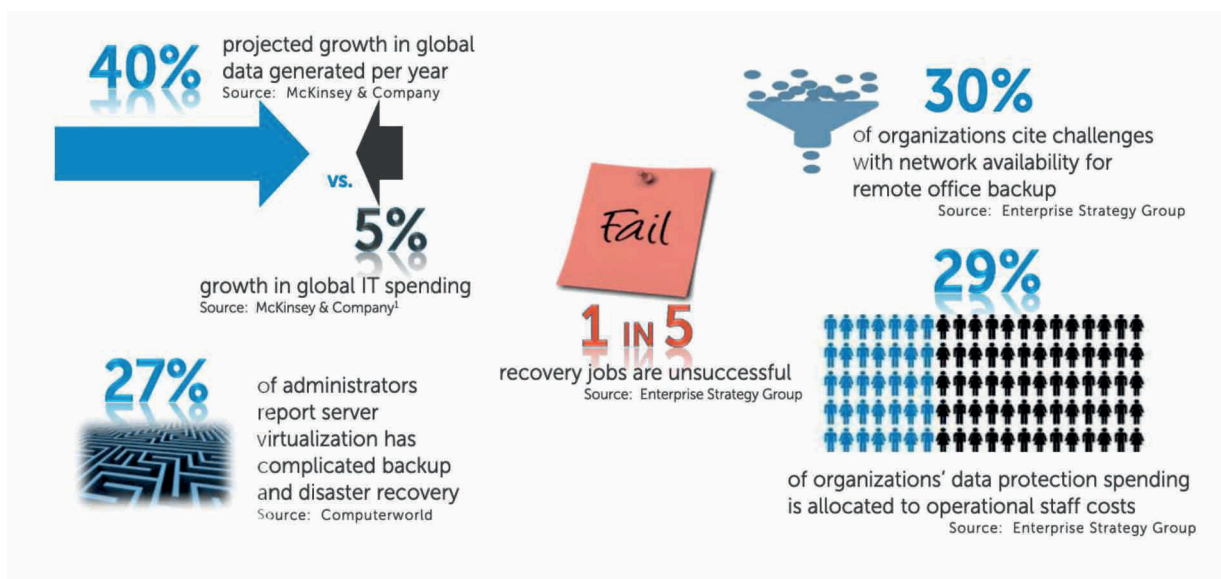 40%
projected growth in global
data generated per year
Source: McKinsey & Company
vs.
5%
growth in global IT spending
Source: McKinsey & Company¹
27%
of administrators
report server
virtualization has
complicated backup
and disaster recovery
Source: Computerworld
Fail
1 IN 5
recovery jobs are unsuccessful
Source: Enterprise Strategy Group
30%
of organizations cite challenges
with network availability for
remote office backup
Source: Enterprise Strategy Group
29%
of organizations’ data protection spending
is allocated to operational staff costs
Source: Enterprise Strategy Group